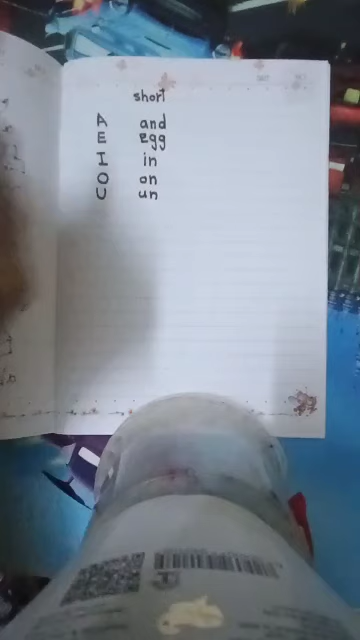 short
A and
E egg
I in
O on
U un